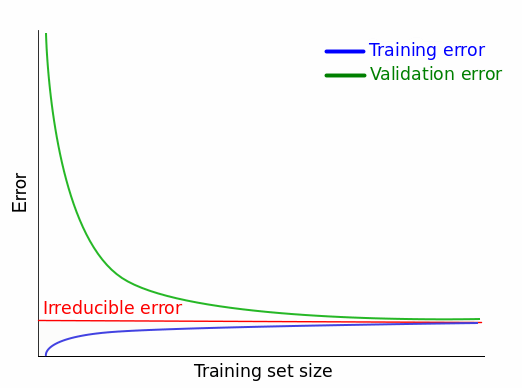 Training error
Validation error
Error
Irreducible error
Training set size